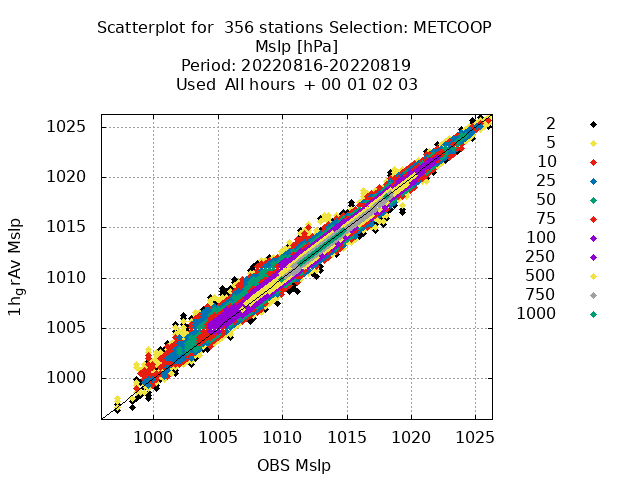 Scatterplot for  356 stations Selection: METCOOP
Mslp [hPa]
Period: 20220816-20220819
Used  All hours  + 00 01 02 03
1025
1020
1015
1010
1005
1000
1h_grAv Mslp
1000 1005 1010 1015 1020 1025
OBS Mslp
2
5
10
25
50
75
100
250
500
750
1000